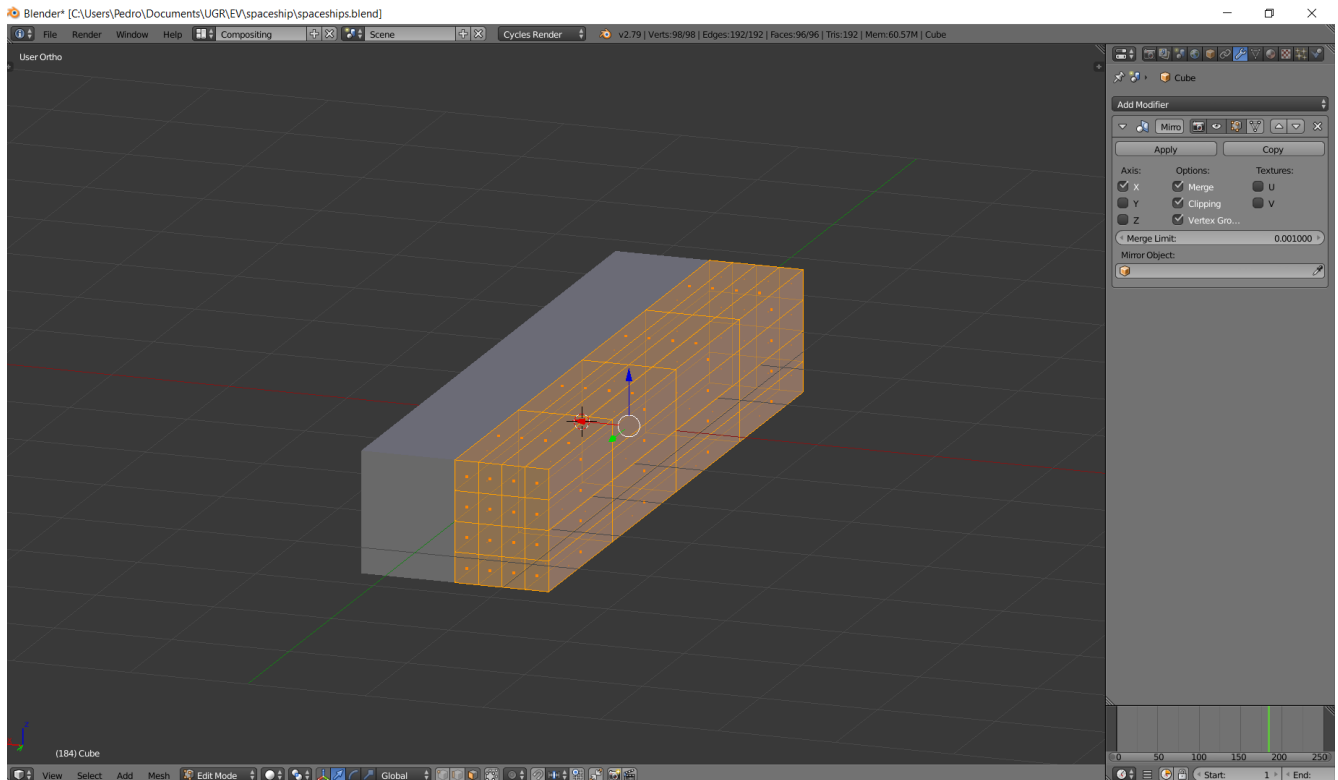 Blender* [C:\Users\Pedro\Documents\UGR\EV\spaceship\spaceships.blend]
File Render Window Help Compositing Scene Cycles Render v2.79 | Verts:98/98 | Edges:192/192 | Faces:96/96 | Tris:192 | Mem:60.57M | Cube
User Ortho
Cube
Add Modifier
Mirro
Apply Copy
Axis: Options: Textures:
X Merge U
Y Clipping V
Z Vertex Gro...
Merge Limit: 0.001000
Mirror Object:
z
(184) Cube
0 50 100 150 200 250
View Select Add Mesh Edit Mode Global Start: 1 End: